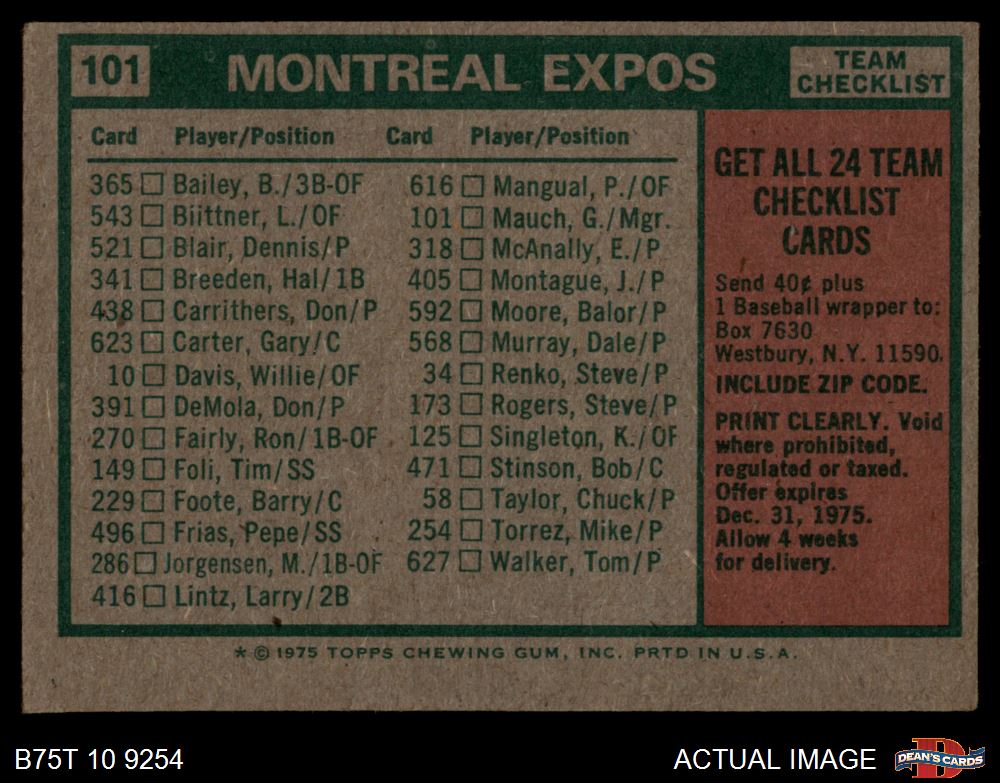 101 MONTREAL EXPOS TEAM CHECKLIST
Card Player/Position Card Player/Position
365 Bailey, B./3B-OF
543 Biittner, L./OF
521 Blair, Dennis/P
341 Breeden, Hal/1B
438 Carrithers, Don/P
623 Carter, Gary/C
10 Davis, Willie/OF
391 DeMola, Don/P
270 Fairly, Ron/1B-OF
149 Foli, Tim/SS
229 Foote, Barry/C
496 Frias, Pepe/SS
286 Jorgensen, M./1B-OF
416 Lintz, Larry/2B
616 Mangual, P./OF
101 Mauch, G./Mgr.
318 McAnally, E./P
405 Montague, J./P
592 Moore, Balor/P
568 Murray, Dale/P
34 Renko, Steve/P
173 Rogers, Steve/P
125 Singleton, K./OF
471 Stinson, Bob/C
58 Taylor, Chuck/P
254 Torrez, Mike/P
627 Walker, Tom/P
GET ALL 24 TEAM
CHECKLIST
CARDS
Send 40¢ plus
1 Baseball wrapper to:
Box 7630
Westbury, N.Y. 11590.
INCLUDE ZIP CODE.
PRINT CLEARLY. Void
where prohibited,
regulated or taxed.
Offer expires
Dec. 31, 1975.
Allow 4 weeks
for delivery.
* © 1975 TOPPS CHEWING GUM, INC. PRTD IN U.S.A.
B75T 10 9254
ACTUAL IMAGE
D
DEAN'S CARDS